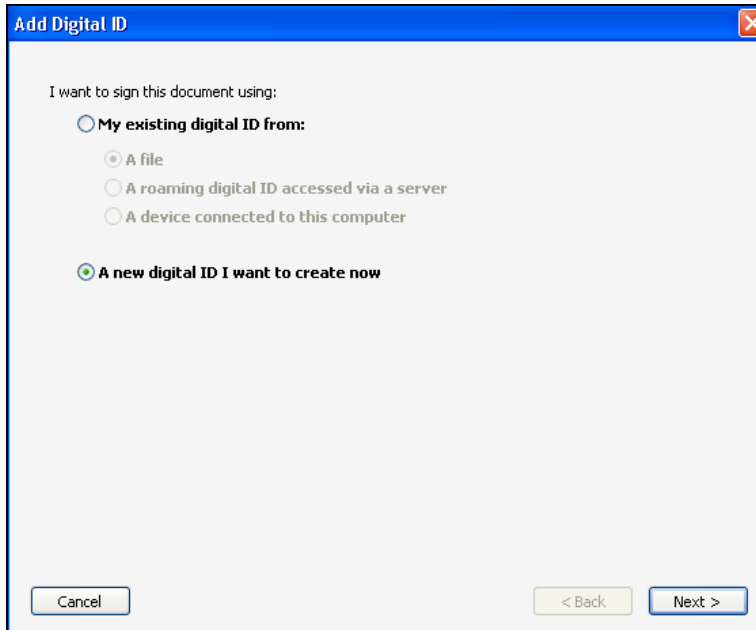 Add Digital ID
I want to sign this document using:
My existing digital ID from:
A file
A roaming digital ID accessed via a server
A device connected to this computer
A new digital ID I want to create now
Cancel
< Back
Next >